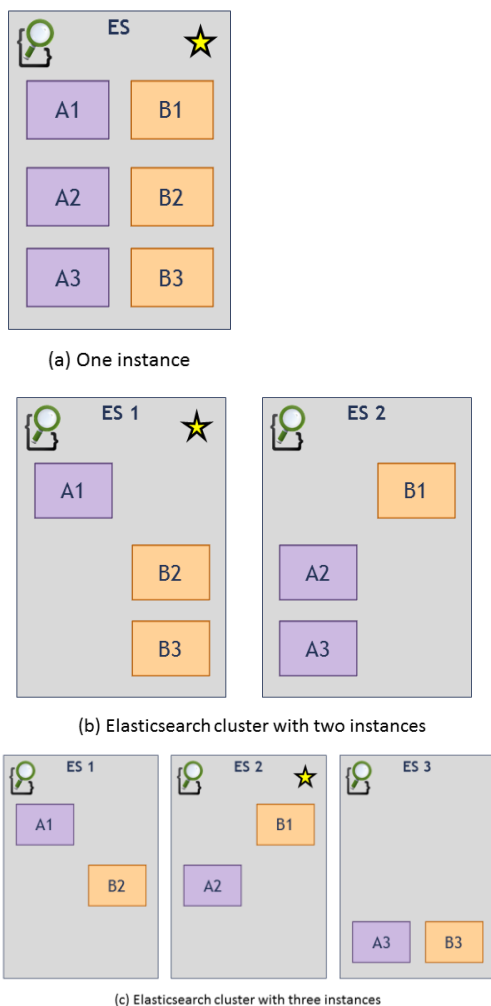 ES
A1 B1
A2 B2
A3 B3
(a) One instance
ES 1 ES 2
A1 B1
B2 A2
B3 A3
(b) Elasticsearch cluster with two instances
ES 1 ES 2 ES 3
A1 B1
B2 A2
A3 B3
(c) Elasticsearch cluster with three instances